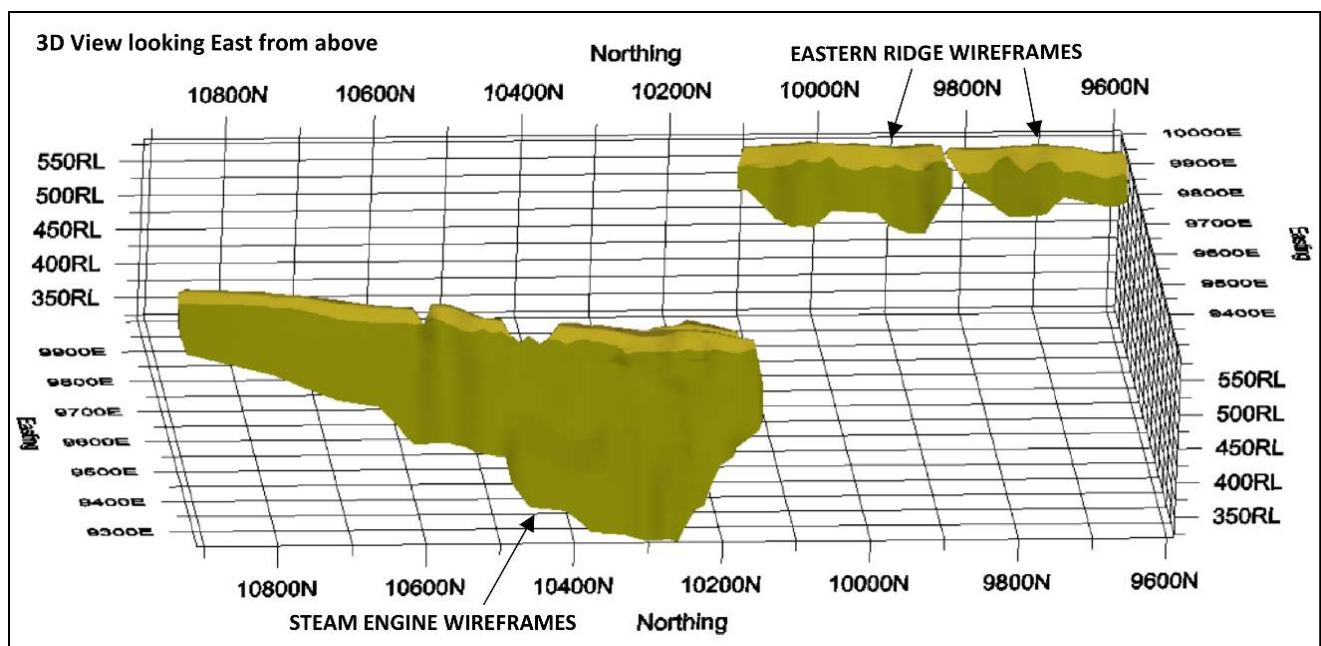 3D View looking East from above
Northing
EASTERN RIDGE WIREFRAMES
10800N 10600N 10400N 10200N 10000N 9800N 9600N
550RL
500RL
450RL
400RL
350RL
10000E
9900E
9800E
9700E
9600E
9500E
9400E
Easting
9900E
9800E
9700E
9600E
9500E
9400E
9300E
Easting
550RL
500RL
450RL
400RL
350RL
10800N 10600N 10400N 10200N 10000N 9800N 9600N
STEAM ENGINE WIREFRAMES
Northing